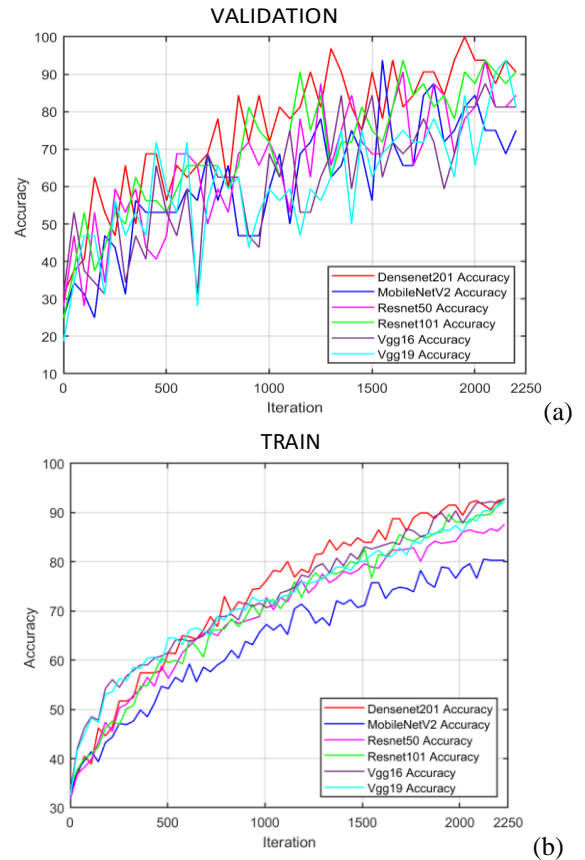 VALIDATION
100
90
80
70
60
50
40
30
20
10
Accuracy
Densenet201 Accuracy
MobileNetV2 Accuracy
Resnet50 Accuracy
Resnet101 Accuracy
Vgg16 Accuracy
Vgg19 Accuracy
0 500 1000 1500 2000 2250
Iteration
(a)
TRAIN
100
90
80
70
60
50
40
30
Accuracy
Densenet201 Accuracy
MobileNetV2 Accuracy
Resnet50 Accuracy
Resnet101 Accuracy
Vgg16 Accuracy
Vgg19 Accuracy
0 500 1000 1500 2000 2250
Iteration
(b)